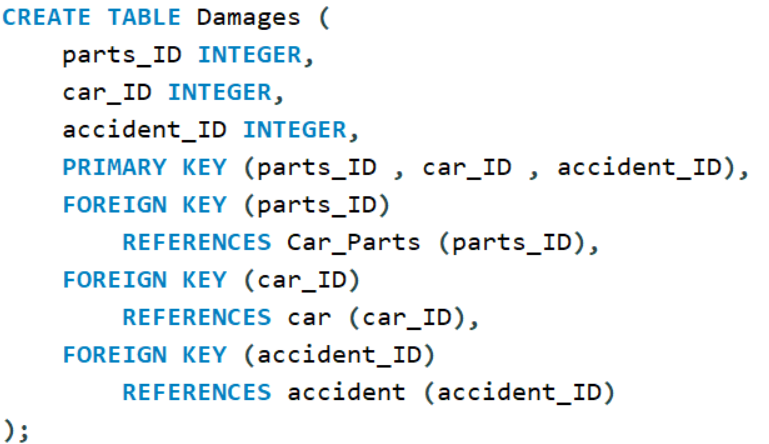 CREATE TABLE Damages (
    parts_ID INTEGER,
    car_ID INTEGER,
    accident_ID INTEGER,
    PRIMARY KEY (parts_ID , car_ID , accident_ID),
    FOREIGN KEY (parts_ID)
        REFERENCES Car_Parts (parts_ID),
    FOREIGN KEY (car_ID)
        REFERENCES car (car_ID),
    FOREIGN KEY (accident_ID)
        REFERENCES accident (accident_ID)
);